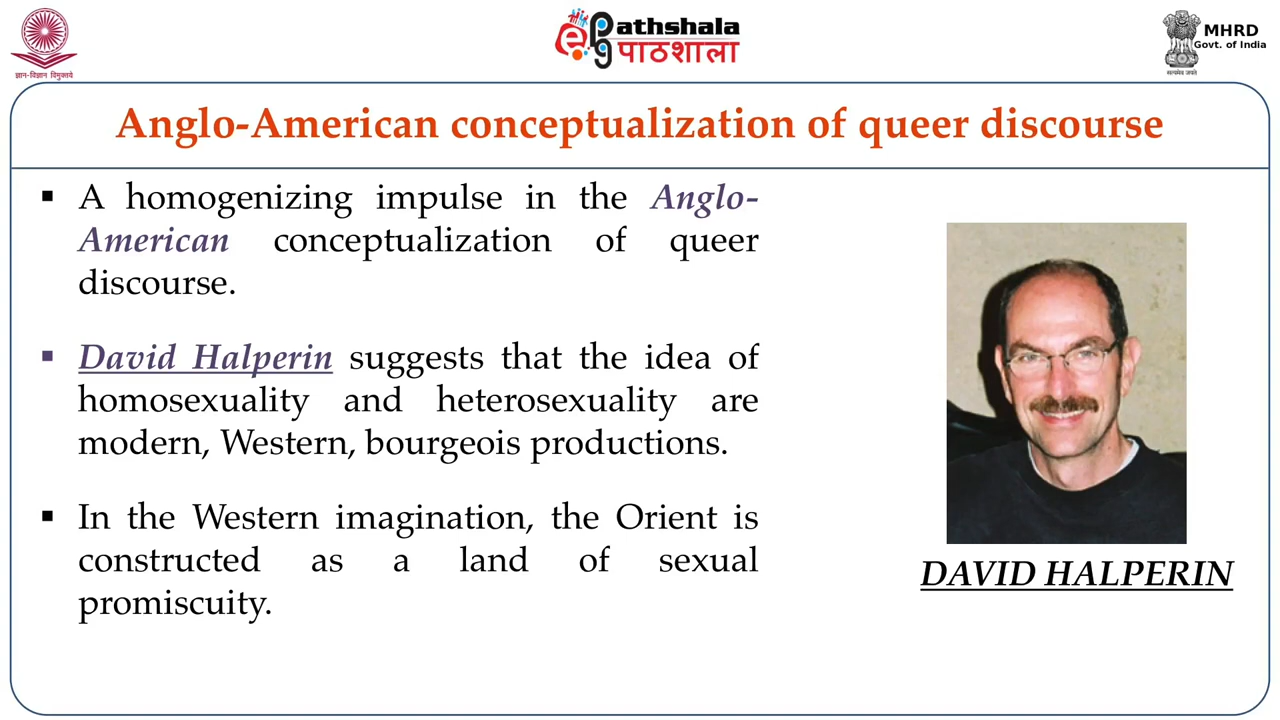 ज्ञान-विज्ञान विमुक्तये
ePathshala
पाठशाला
MHRD
Govt. of India
सत्यमेव जयते
Anglo-American conceptualization of queer discourse
▪ A homogenizing impulse in the Anglo-
American conceptualization of queer
discourse.
▪ David Halperin suggests that the idea of
homosexuality and heterosexuality are
modern, Western, bourgeois productions.
▪ In the Western imagination, the Orient is
constructed as a land of sexual
promiscuity.
DAVID HALPERIN